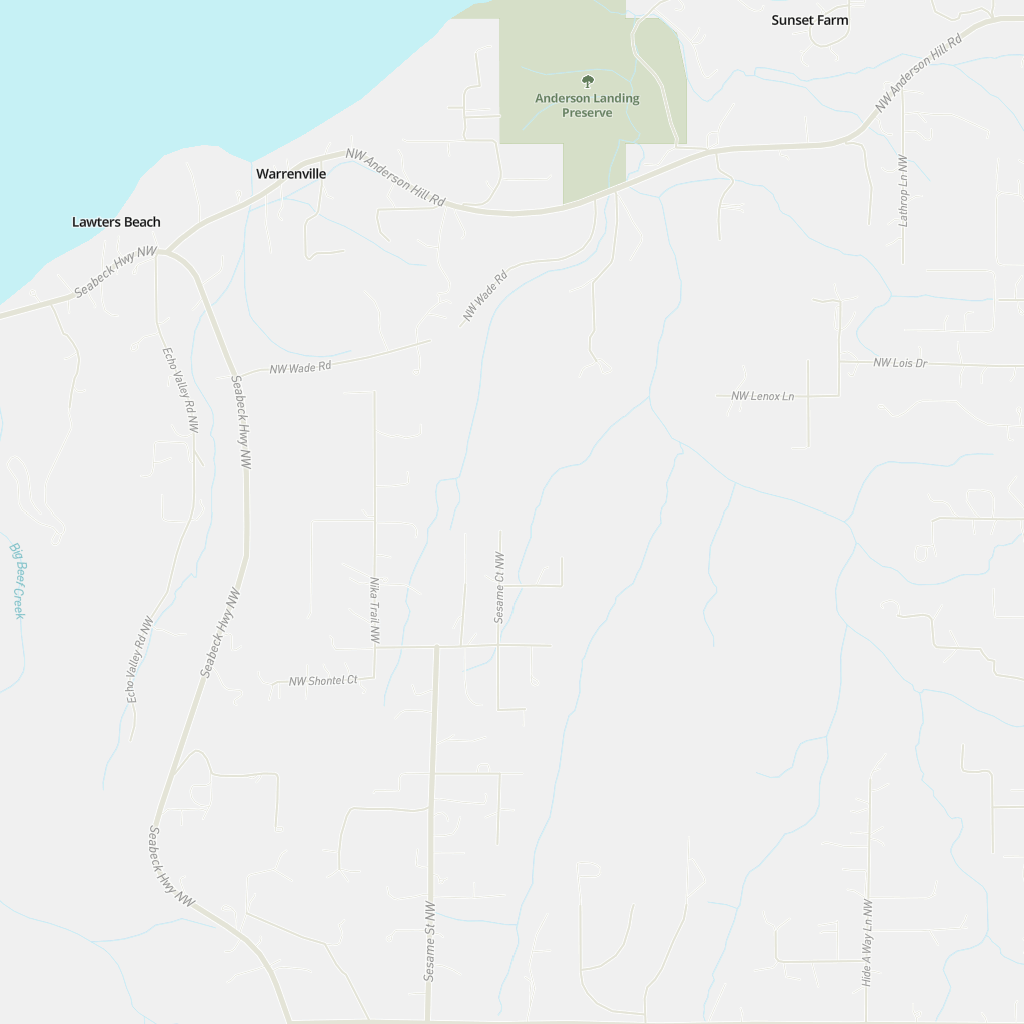 Sunset Farm
NW Anderson Hill Rd
Anderson Landing
Preserve
NW Anderson Hill Rd
Warrenville
Lathrop Ln NW
Lawters Beach
Seabeck Hwy NW
NW Wade Rd
NW Wade Rd
NW Lois Dr
Echo Valley Rd NW
Seabeck Hwy NW
NW Lenox Ln
Big Beef Creek
Sesame Ct NW
Nika Trail NW
Seabeck Hwy NW
Echo Valley Rd NW
NW Shontel Ct
Seabeck Hwy NW
Sesame St NW
Hide A Way Ln NW